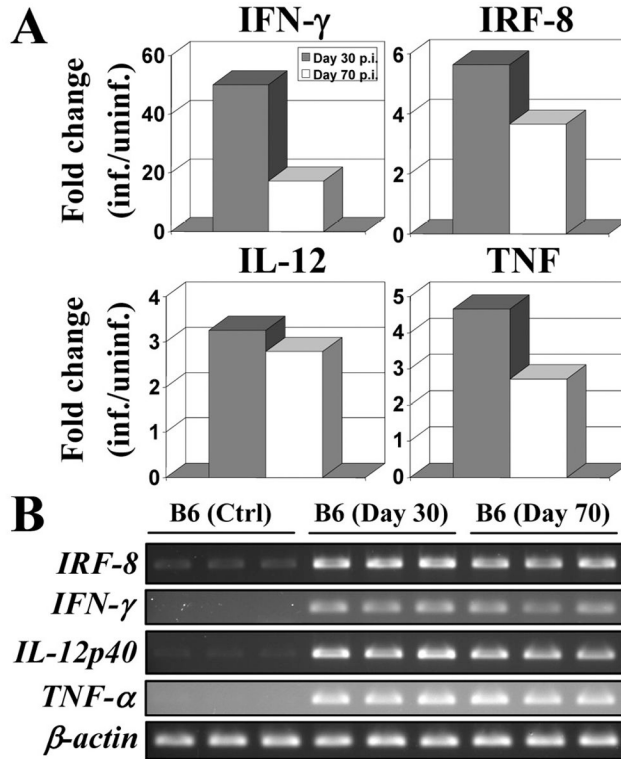 A
IFN-γ
IRF-8
Fold change
(inf./uninf.)
60
40
20
0
Day 30 p.i.
Day 70 p.i.
6
4
2
0
IL-12
TNF
Fold change
(inf./uninf.)
4
3
2
1
0
5
4
3
2
1
0
B
B6 (Ctrl) B6 (Day 30) B6 (Day 70)
IRF-8
IFN-γ
IL-12p40
TNF-α
β-actin